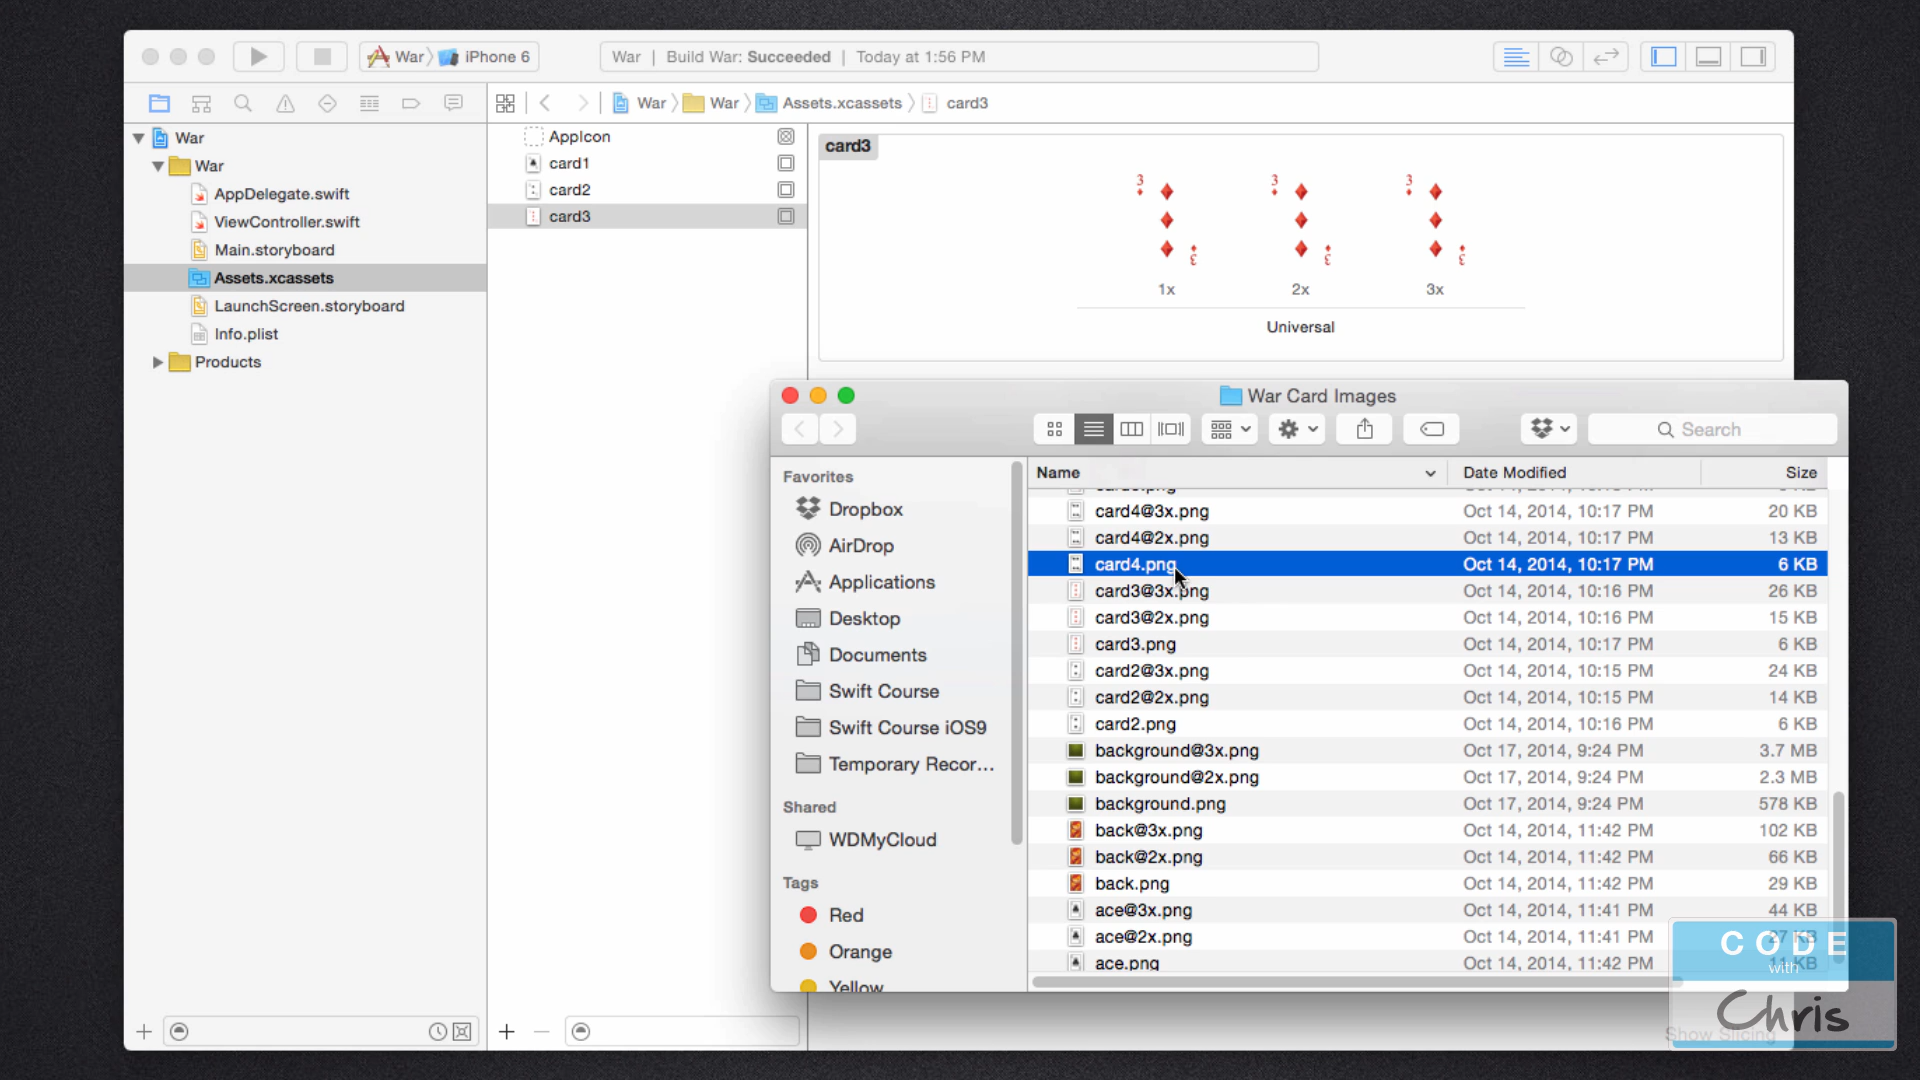 War
iPhone 6
War | Build War: Succeeded | Today at 1:56 PM
War
War
Assets.xcassets
card3
War
War
AppDelegate.swift
ViewController.swift
Main.storyboard
Assets.xcassets
LaunchScreen.storyboard
Info.plist
Products
AppIcon
card1
card2
card3
card3
3
3
3
3
3
3
1x
2x
3x
Universal
War Card Images
Search
Favorites
Dropbox
AirDrop
Applications
Desktop
Documents
Swift Course
Swift Course iOS9
Temporary Recor...
Shared
WDMyCloud
Tags
Red
Orange
Yellow
Name Date Modified Size
card4@3x.png Oct 14, 2014, 10:17 PM 20 KB
card4@2x.png Oct 14, 2014, 10:17 PM 13 KB
card4.png Oct 14, 2014, 10:17 PM 6 KB
card3@3x.png Oct 14, 2014, 10:16 PM 26 KB
card3@2x.png Oct 14, 2014, 10:16 PM 15 KB
card3.png Oct 14, 2014, 10:17 PM 6 KB
card2@3x.png Oct 14, 2014, 10:15 PM 24 KB
card2@2x.png Oct 14, 2014, 10:15 PM 14 KB
card2.png Oct 14, 2014, 10:16 PM 6 KB
background@3x.png Oct 17, 2014, 9:24 PM 3.7 MB
background@2x.png Oct 17, 2014, 9:24 PM 2.3 MB
background.png Oct 17, 2014, 9:24 PM 578 KB
back@3x.png Oct 14, 2014, 11:42 PM 102 KB
back@2x.png Oct 14, 2014, 11:42 PM 66 KB
back.png Oct 14, 2014, 11:42 PM 29 KB
ace@3x.png Oct 14, 2014, 11:41 PM 44 KB
ace@2x.png Oct 14, 2014, 11:41 PM 27 KB
ace.png Oct 14, 2014, 11:42 PM 11 KB
CODE
with
Chris
Show Slicing